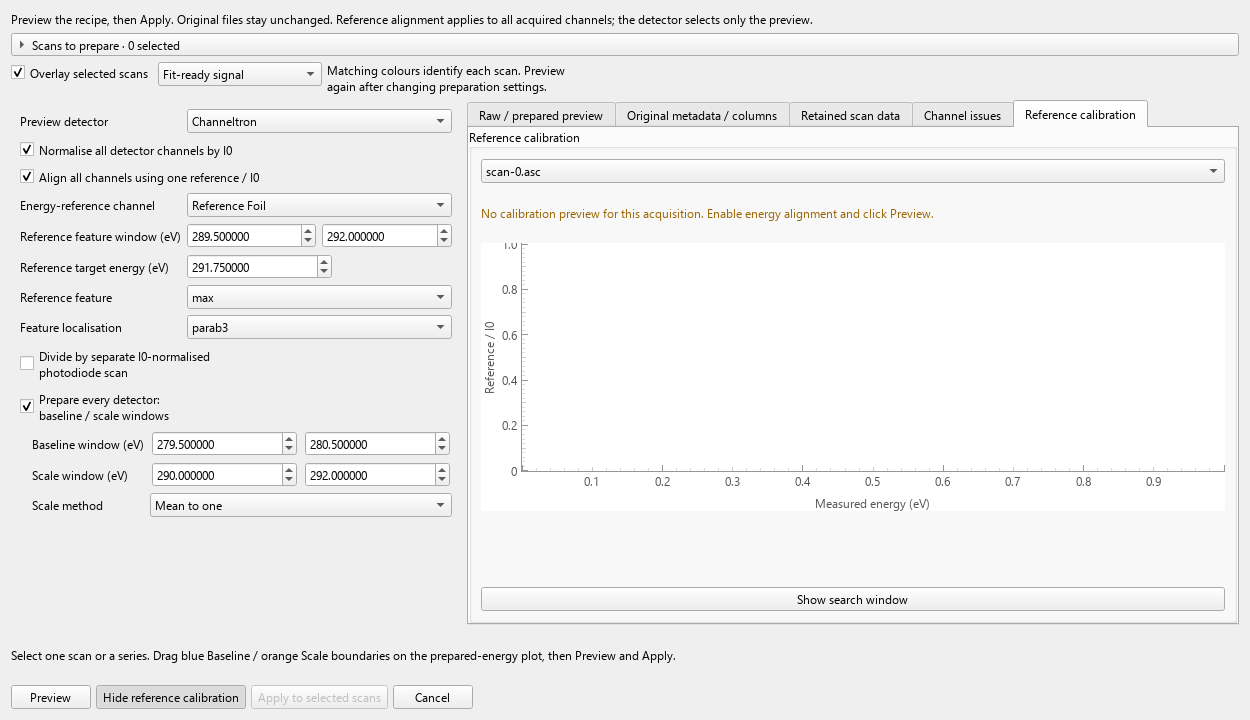 Preview the recipe, then Apply. Original files stay unchanged. Reference alignment applies to all acquired channels; the detector selects only the preview.
Scans to prepare · 0 selected
Overlay selected scans
Fit-ready signal
Matching colours identify each scan. Preview
again after changing preparation settings.
Preview detector
Channeltron
Normalise all detector channels by I0
Align all channels using one reference / I0
Energy-reference channel
Reference Foil
Reference feature window (eV)
289.500000
292.000000
Reference target energy (eV)
291.750000
Reference feature
max
Feature localisation
parab3
Divide by separate I0-normalised
photodiode scan
Prepare every detector:
baseline / scale windows
Baseline window (eV)
279.500000
280.500000
Scale window (eV)
290.000000
292.000000
Scale method
Mean to one
Raw / prepared preview
Original metadata / columns
Retained scan data
Channel issues
Reference calibration
Reference calibration
scan-0.asc
No calibration preview for this acquisition. Enable energy alignment and click Preview.
1.0
0.8
0.6
0.4
0.2
0
Reference / I0
0.1
0.2
0.3
0.4
0.5
0.6
0.7
0.8
0.9
Measured energy (eV)
Show search window
Select one scan or a series. Drag blue Baseline / orange Scale boundaries on the prepared-energy plot, then Preview and Apply.
Preview
Hide reference calibration
Apply to selected scans
Cancel